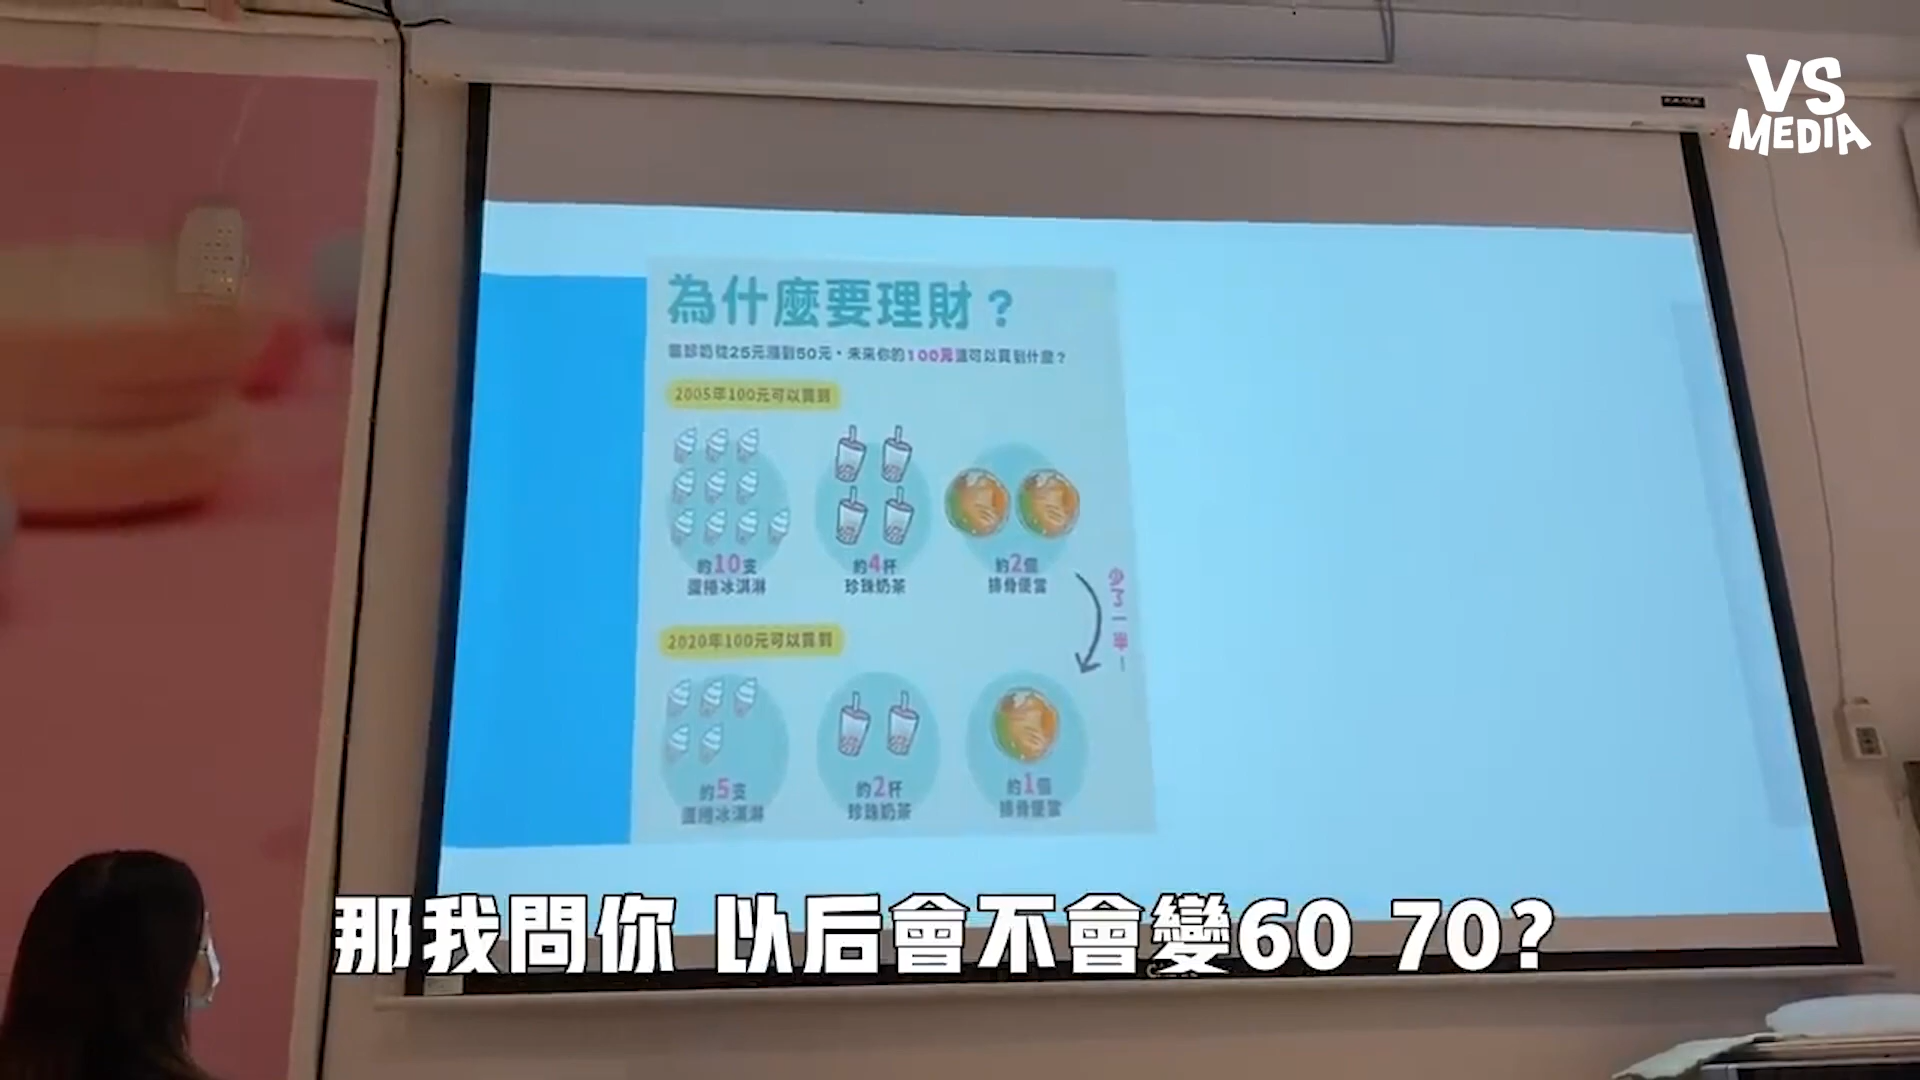 VS
MEDIA
為什麼要理財？
當珍奶從25元漲到50元，未來你的100元還可以買到什麼？
2005年100元可以買到
約10支
蛋捲冰淇淋
約4杯
珍珠奶茶
約2個
排骨便當
少了一半！
2020年100元可以買到
約5支
蛋捲冰淇淋
約2杯
珍珠奶茶
約1個
排骨便當
那我問你 以后會不會變60 70?